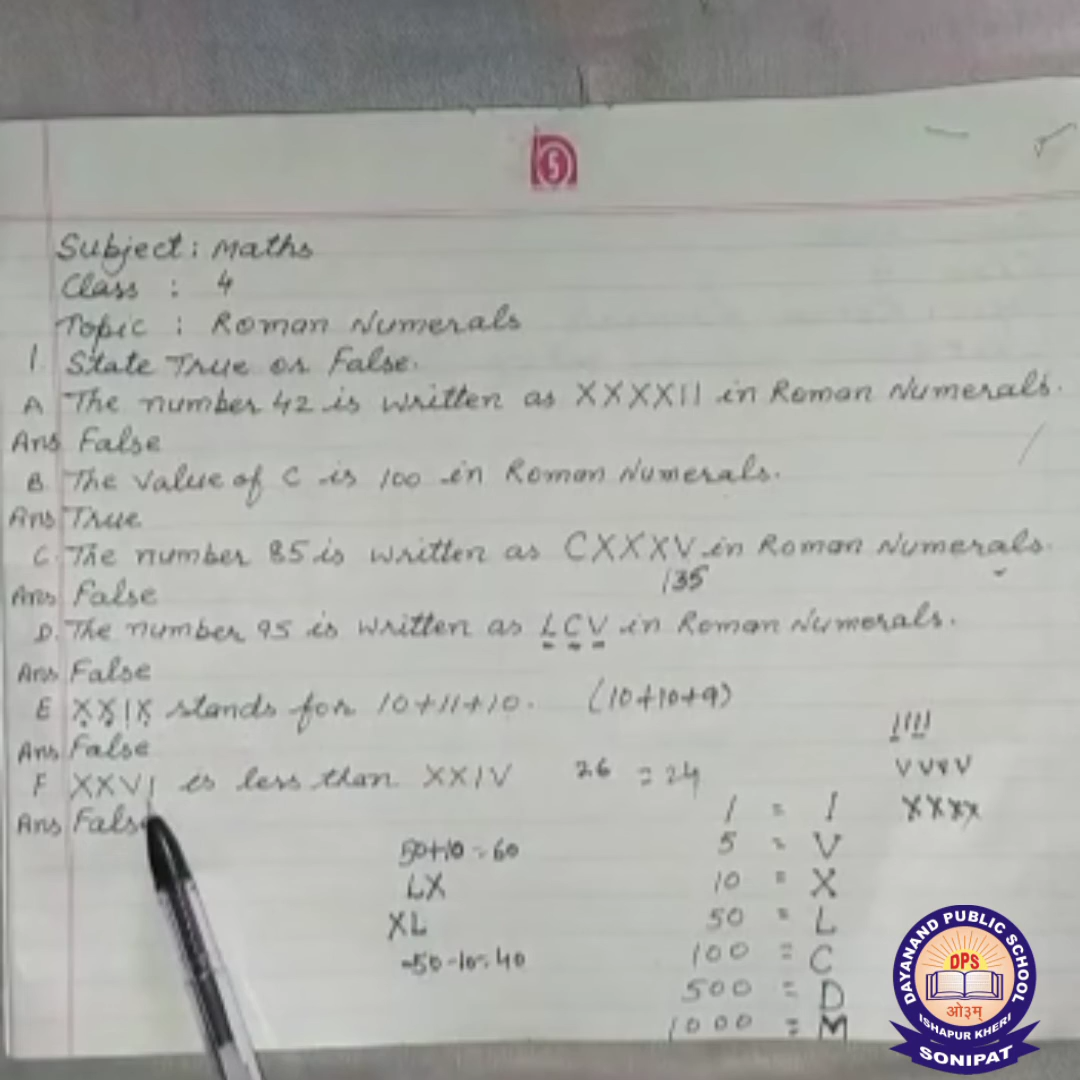 5
Subject : Maths
Class : 4
Topic : Roman Numerals
1. State True or False.
A The number 42 is written as XXXXII in Roman Numerals.
Ans False
B. The value of C is 100 in Roman Numerals.
Ans True
C. The number 85 is written as CXXXV in Roman Numerals.
135
Ans False
D. The number 95 is written as LCV in Roman Numerals.
Ans False
E XXIX stands for 10+11+10. (10+10+9)
Ans False
F XXVI is less than XXIV 26 = 24
Ans False
50+10=60
LX
XL
-50-10=40
IIII
VVVV
XXXX
1 = I
5 = V
10 = X
50 = L
100 = C
500 = D
1000 = M
DAYANAND PUBLIC SCHOOL
DPS
ओ३म्
ISHAPUR KHERI
SONIPAT